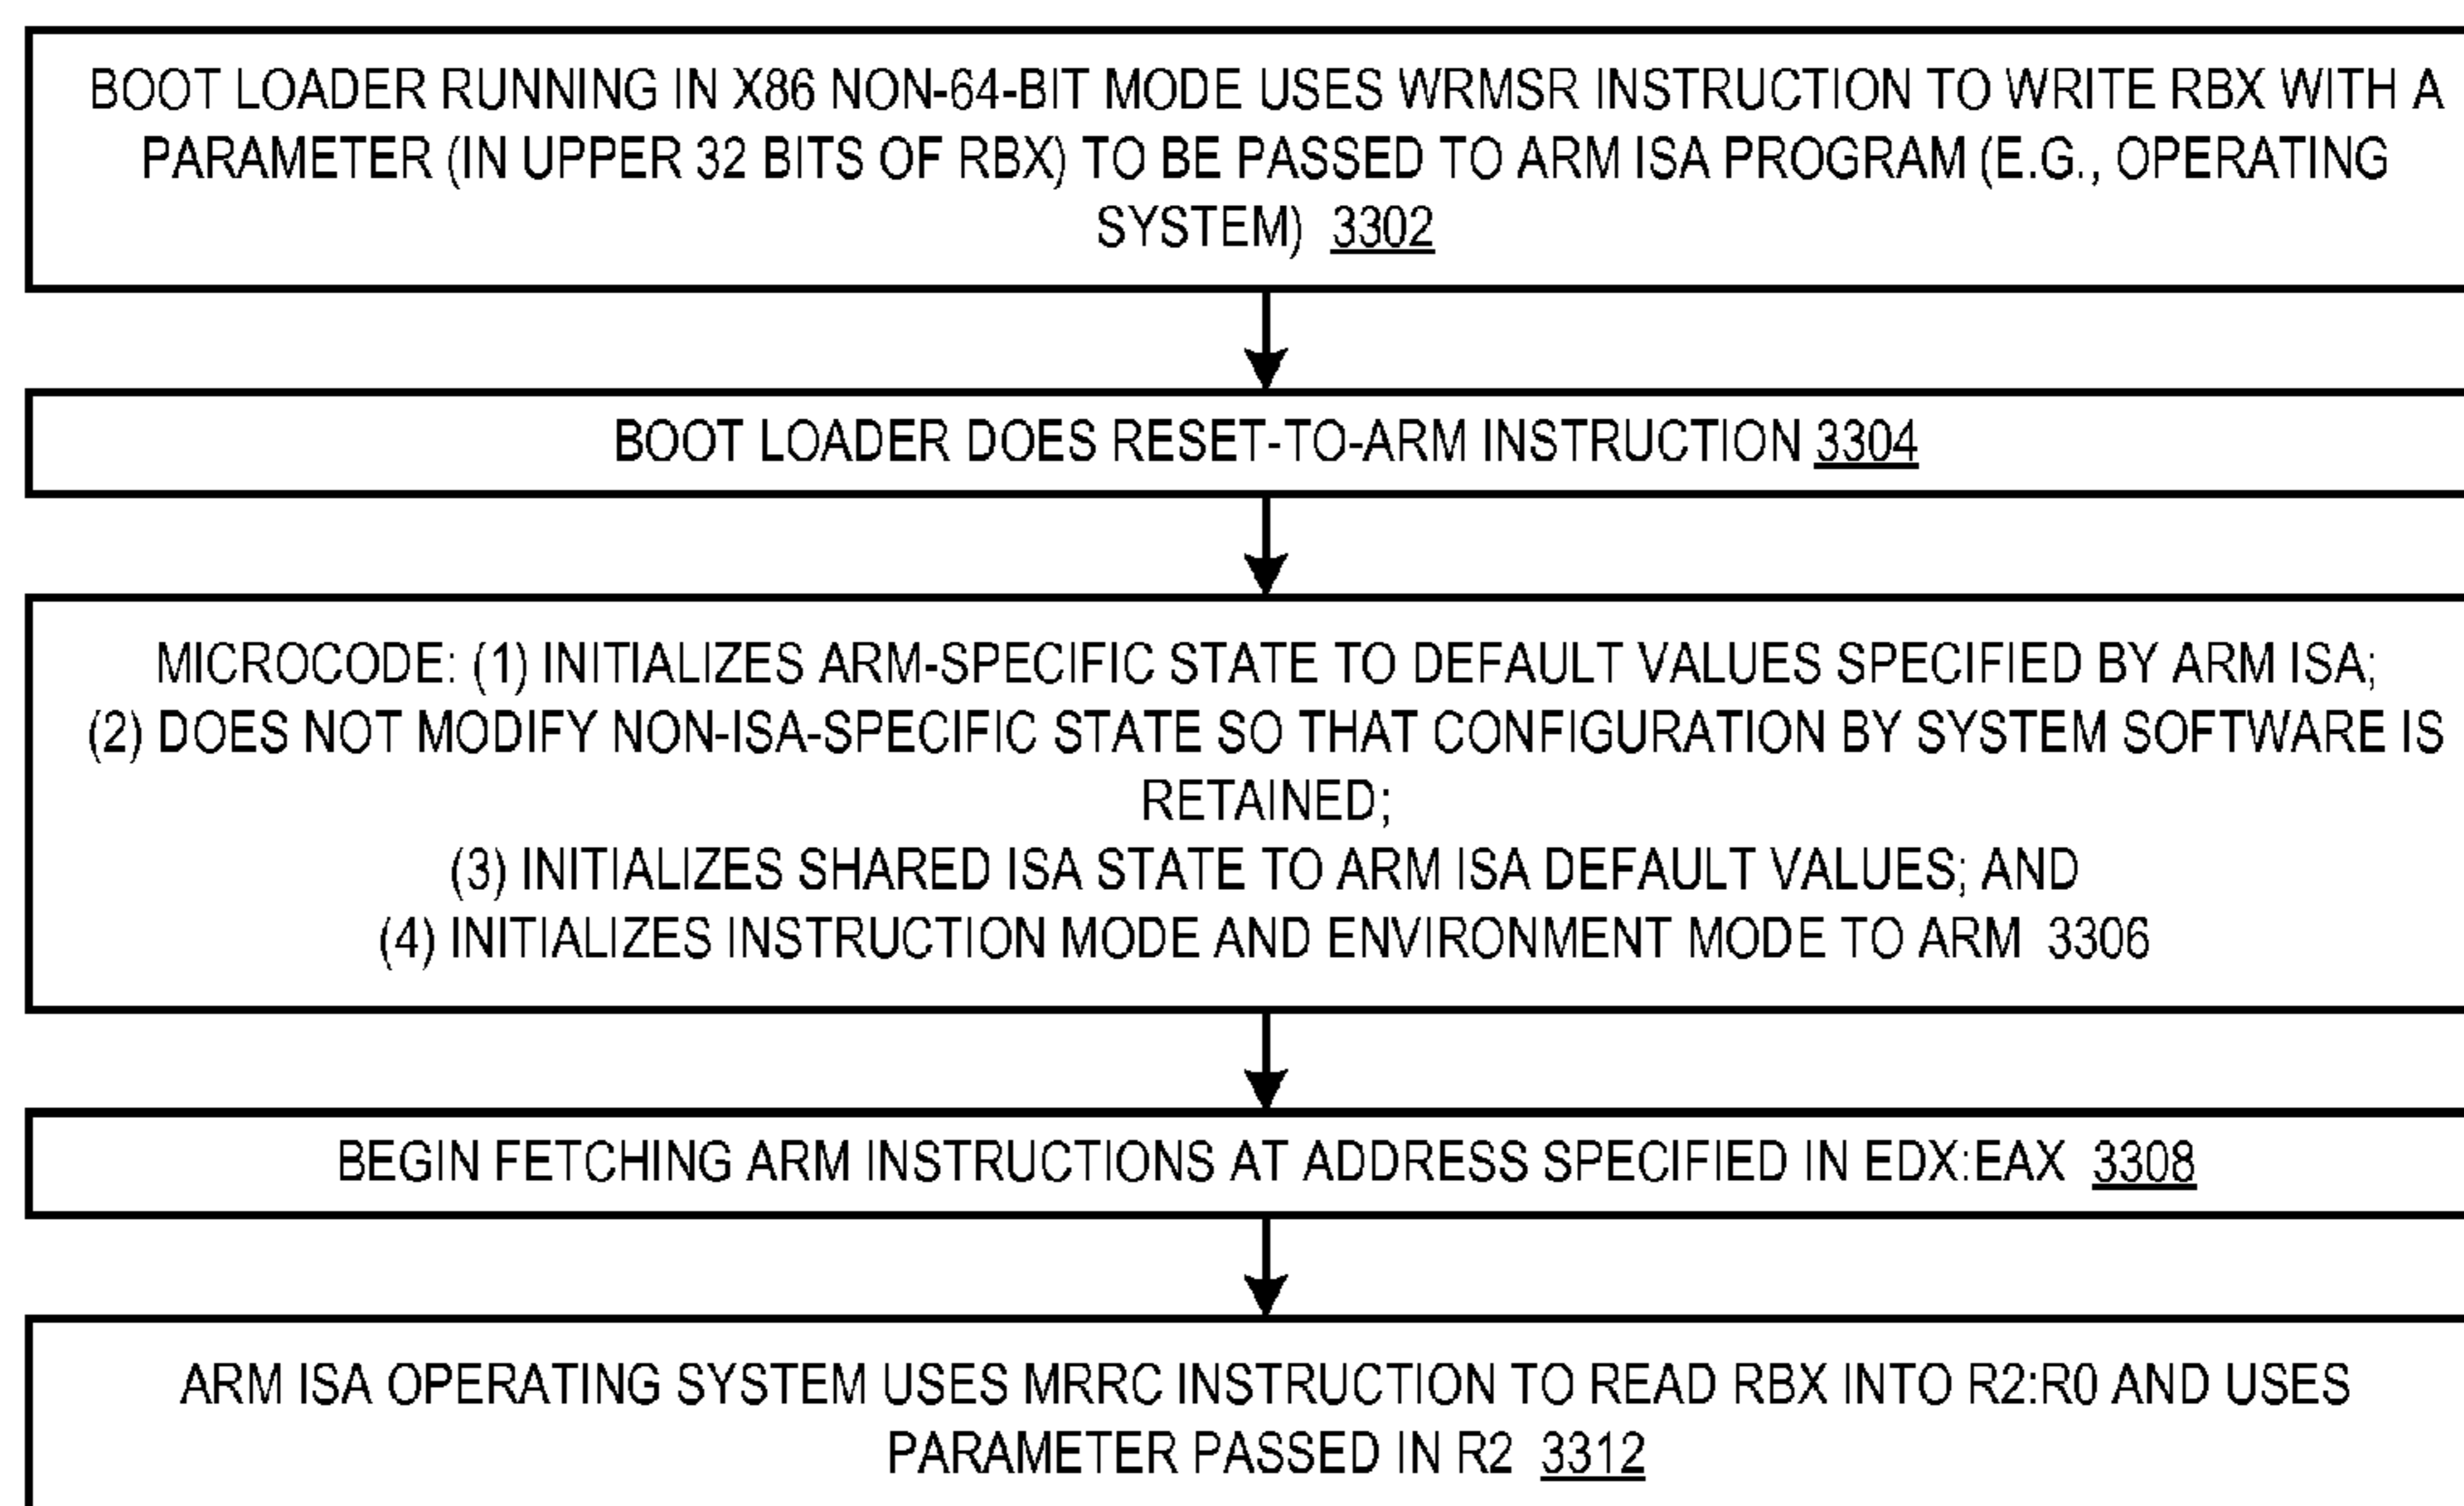 BOOT LOADER RUNNING IN X86 NON-64-BIT MODE USES WRMSR INSTRUCTION TO WRITE RBX WITH A
PARAMETER (IN UPPER 32 BITS OF RBX) TO BE PASSED TO ARM ISA PROGRAM (E.G., OPERATING
SYSTEM) 3302
BOOT LOADER DOES RESET-TO-ARM INSTRUCTION 3304
MICROCODE: (1) INITIALIZES ARM-SPECIFIC STATE TO DEFAULT VALUES SPECIFIED BY ARM ISA;
(2) DOES NOT MODIFY NON-ISA-SPECIFIC STATE SO THAT CONFIGURATION BY SYSTEM SOFTWARE IS
RETAINED;
(3) INITIALIZES SHARED ISA STATE TO ARM ISA DEFAULT VALUES; AND
(4) INITIALIZES INSTRUCTION MODE AND ENVIRONMENT MODE TO ARM 3306
BEGIN FETCHING ARM INSTRUCTIONS AT ADDRESS SPECIFIED IN EDX:EAX 3308
ARM ISA OPERATING SYSTEM USES MRRC INSTRUCTION TO READ RBX INTO R2:R0 AND USES
PARAMETER PASSED IN R2 3312